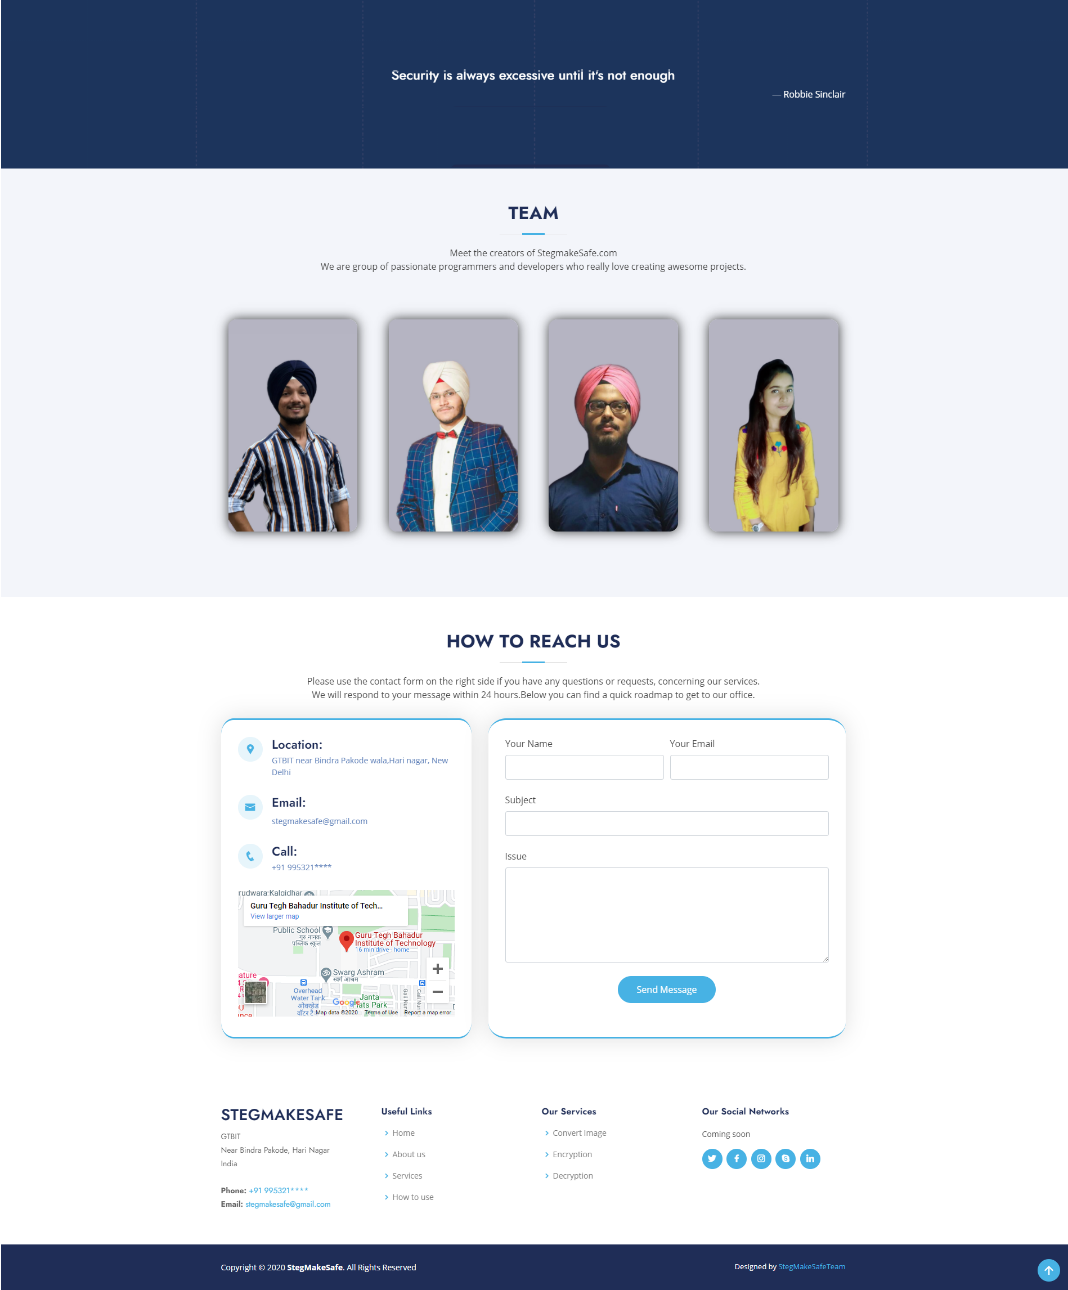 Security is always excessive until it's not enough
— Robbie Sinclair
TEAM
Meet the creators of StegmakeSafe.com
We are group of passionate programmers and developers who really love creating awesome projects.
HOW TO REACH US
Please use the contact form on the right side if you have any questions or requests, concerning our services.
We will respond to your message within 24 hours.Below you can find a quick roadmap to get to our office.
Location:
GTBIT near Bindra Pakode wala,Hari nagar, New
Delhi
Email:
stegmakesafe@gmail.com
Call:
+91 995321****
Guru Tegh Bahadur Institute of Tech...
View larger map
Public School
गुरु नानक
पब्लिक स्कूल
Guru Tegh Bahadur
Institute of Technology
16 min drive - home
Swarg Ashram
स्वर्ग आश्रम
ature
Overhead
Water Tank
ओवरहेड
Janta
Park
Google
Map data ©2020 Terms of Use Report a map error
Your Name
Your Email
Subject
Issue
Send Message
STEGMAKESAFE
GTBIT
Near Bindra Pakode, Hari Nagar
India
Phone: +91 995321****
Email: stegmakesafe@gmail.com
Useful Links
Home
About us
Services
How to use
Our Services
Convert Image
Encryption
Decryption
Our Social Networks
Coming soon
Copyright © 2020 StegMakeSafe. All Rights Reserved
Designed by StegMakeSafeTeam